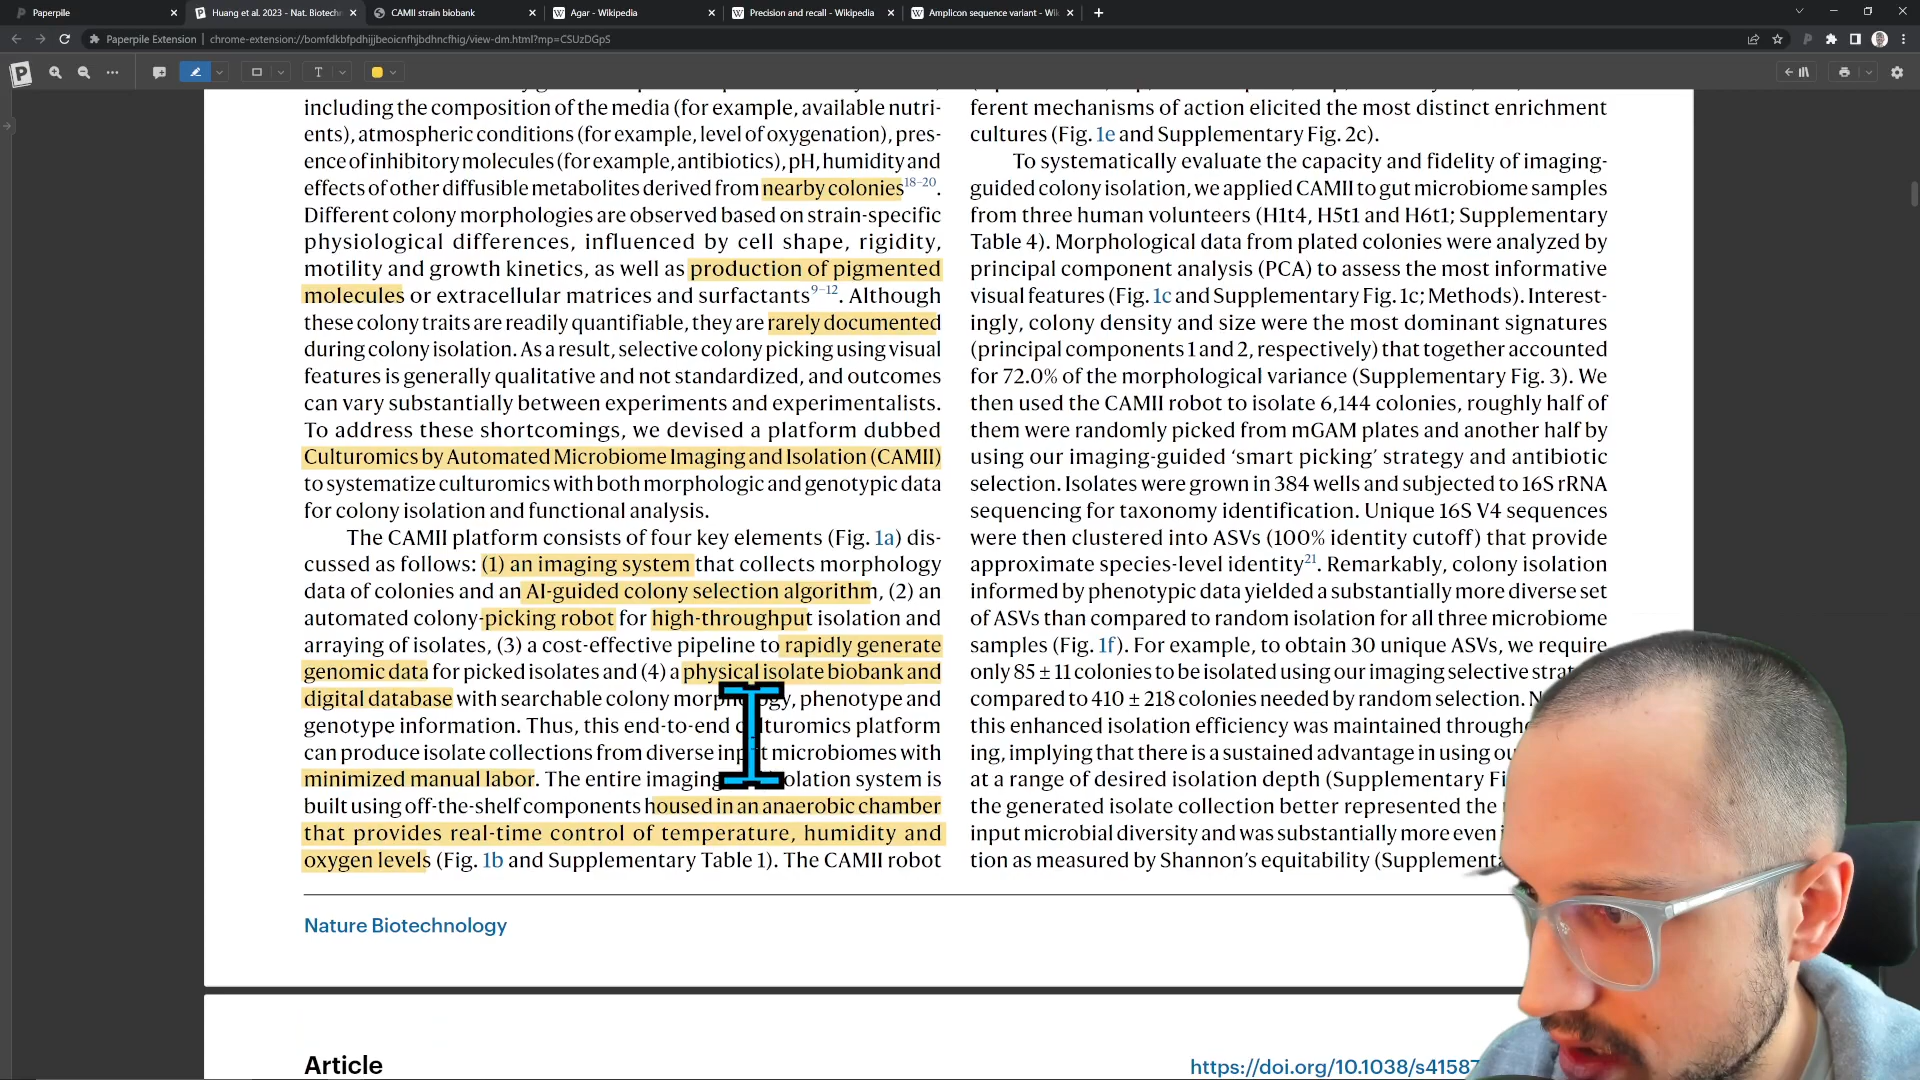 Paperpile
Huang et al. 2023 - Nat. Biotechn
CAMII strain biobank
Agar - Wikipedia
Precision and recall - Wikipedia
Amplicon sequence variant - Wi
Paperpile Extension
chrome-extension://bomfdkbfpdhijjbeoicnfhjbdhncfhig/view-dm.html?mp=CSUzDGpS
including the composition of the media (for example, available nutri-
ents), atmospheric conditions (for example, level of oxygenation), pres-
ence of inhibitory molecules (for example, antibiotics), pH, humidity and
effects of other diffusible metabolites derived from nearby colonies18–20.
Different colony morphologies are observed based on strain-specific
physiological differences, influenced by cell shape, rigidity,
motility and growth kinetics, as well as production of pigmented
molecules or extracellular matrices and surfactants9–12. Although
these colony traits are readily quantifiable, they are rarely documented
during colony isolation. As a result, selective colony picking using visual
features is generally qualitative and not standardized, and outcomes
can vary substantially between experiments and experimentalists.
To address these shortcomings, we devised a platform dubbed
Culturomics by Automated Microbiome Imaging and Isolation (CAMII)
to systematize culturomics with both morphologic and genotypic data
for colony isolation and functional analysis.
The CAMII platform consists of four key elements (Fig. 1a) dis-
cussed as follows: (1) an imaging system that collects morphology
data of colonies and an AI-guided colony selection algorithm, (2) an
automated colony-picking robot for high-throughput isolation and
arraying of isolates, (3) a cost-effective pipeline to rapidly generate
genomic data for picked isolates and (4) a physical isolate biobank and
digital database with searchable colony morphology, phenotype and
genotype information. Thus, this end-to-end culturomics platform
can produce isolate collections from diverse input microbiomes with
minimized manual labor. The entire imaging isolation system is
built using off-the-shelf components housed in an anaerobic chamber
that provides real-time control of temperature, humidity and
oxygen levels (Fig. 1b and Supplementary Table 1). The CAMII robot
ferent mechanisms of action elicited the most distinct enrichment
cultures (Fig. 1e and Supplementary Fig. 2c).
To systematically evaluate the capacity and fidelity of imaging-
guided colony isolation, we applied CAMII to gut microbiome samples
from three human volunteers (H1t4, H5t1 and H6t1; Supplementary
Table 4). Morphological data from plated colonies were analyzed by
principal component analysis (PCA) to assess the most informative
visual features (Fig. 1c and Supplementary Fig. 1c; Methods). Interest-
ingly, colony density and size were the most dominant signatures
(principal components 1 and 2, respectively) that together accounted
for 72.0% of the morphological variance (Supplementary Fig. 3). We
then used the CAMII robot to isolate 6,144 colonies, roughly half of
them were randomly picked from mGAM plates and another half by
using our imaging-guided ‘smart picking’ strategy and antibiotic
selection. Isolates were grown in 384 wells and subjected to 16S rRNA
sequencing for taxonomy identification. Unique 16S V4 sequences
were then clustered into ASVs (100% identity cutoff) that provide
approximate species-level identity21. Remarkably, colony isolation
informed by phenotypic data yielded a substantially more diverse set
of ASVs than compared to random isolation for all three microbiome
samples (Fig. 1f). For example, to obtain 30 unique ASVs, we require
only 85 ± 11 colonies to be isolated using our imaging selective
compared to 410 ± 218 colonies needed by random selection.
this enhanced isolation efficiency was maintained
ing, implying that there is a sustained advantage in using
at a range of desired isolation depth (Supplementary
the generated isolate collection better represented the
input microbial diversity and was substantially more even
tion as measured by Shannon’s equitability
Nature Biotechnology
Article
https://doi.org/10.1038/s41587